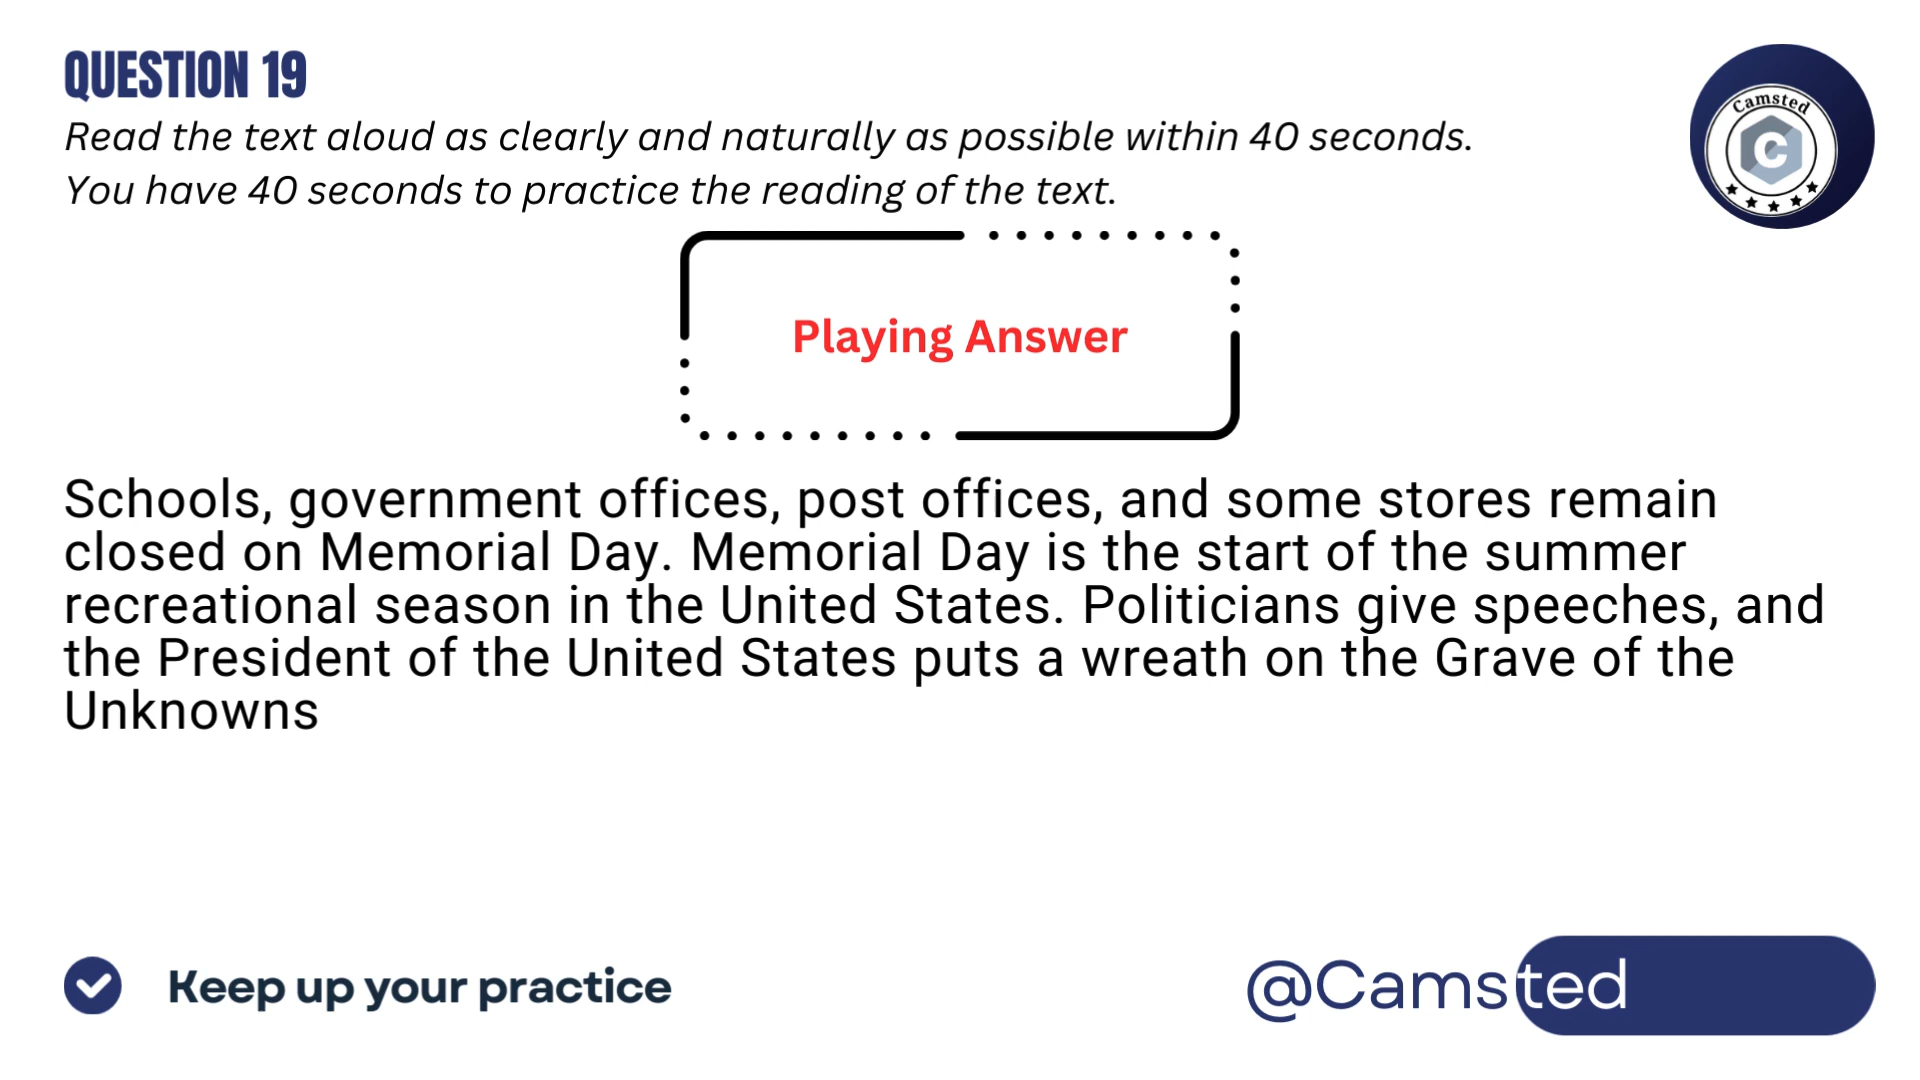 QUESTION 19
Read the text aloud as clearly and naturally as possible within 40 seconds.
You have 40 seconds to practice the reading of the text.
Camsted
C
Playing Answer
Schools, government offices, post offices, and some stores remain
closed on Memorial Day. Memorial Day is the start of the summer
recreational season in the United States. Politicians give speeches, and
the President of the United States puts a wreath on the Grave of the
Unknowns
Keep up your practice
@Camsted